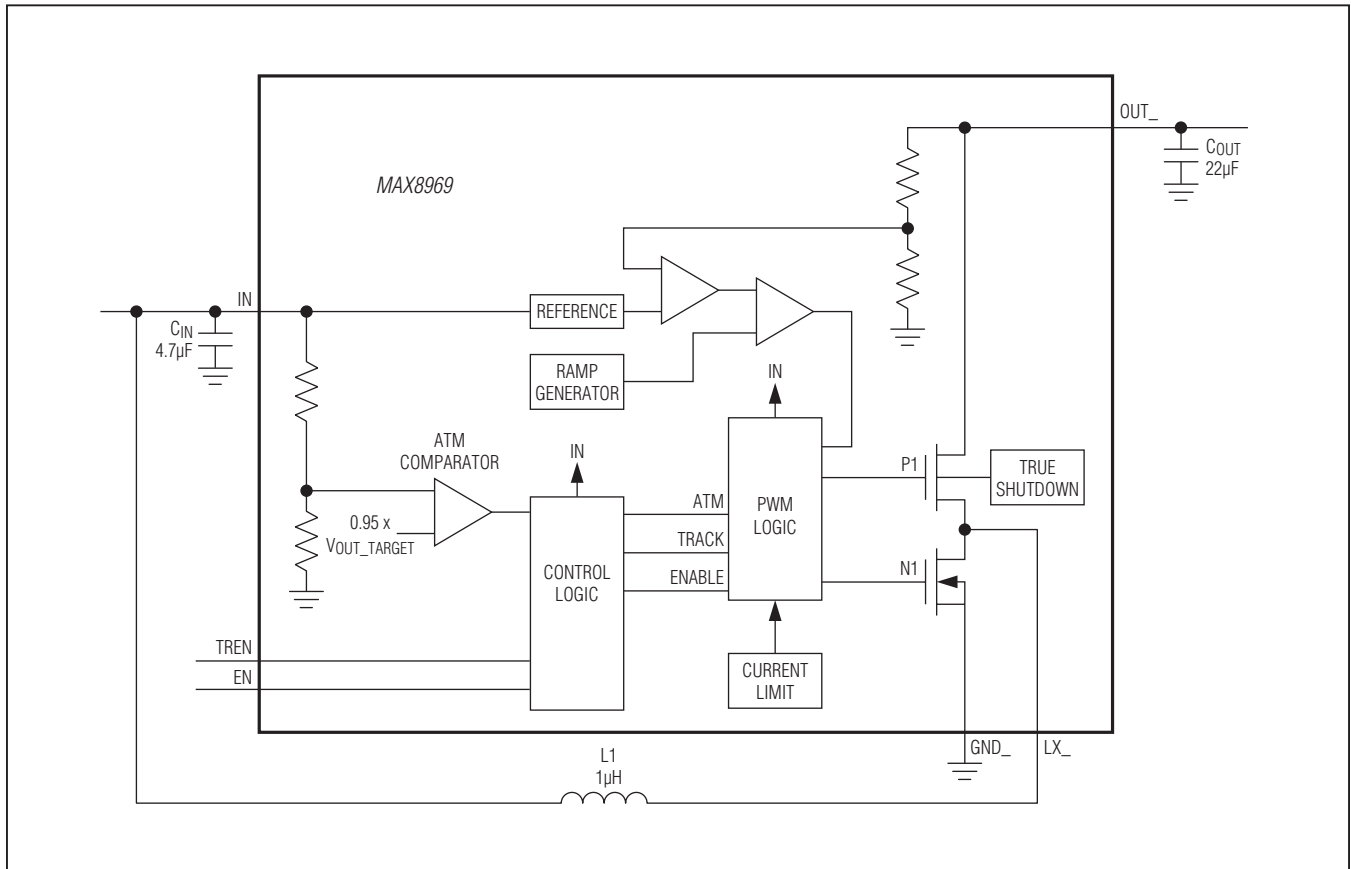 MAX8969
OUT_
COUT
22µF
IN
CIN
4.7µF
REFERENCE
RAMP
GENERATOR
IN
ATM
COMPARATOR
IN
0.95 x
VOUT_TARGET
CONTROL
LOGIC
ATM
TRACK
ENABLE
PWM
LOGIC
P1
TRUE
SHUTDOWN
N1
TREN
EN
CURRENT
LIMIT
GND_
LX_
L1
1µH